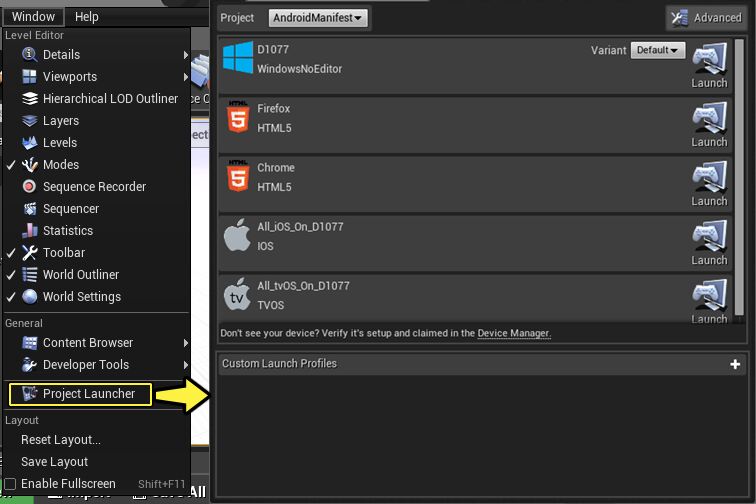 Window Help
Level Editor
Details
Viewports
Hierarchical LOD Outliner
Layers
Levels
Modes
Sequence Recorder
Sequencer
Statistics
Toolbar
World Outliner
World Settings
General
Content Browser
Developer Tools
Project Launcher
Layout
Reset Layout...
Save Layout
Enable Fullscreen Shift+F11
All
Project AndroidManifest Advanced
D1077
WindowsNoEditor
Variant Default
Launch
Firefox
HTML5
Launch
Chrome
HTML5
Launch
All_iOS_On_D1077
IOS
Launch
tv
All_tvOS_On_D1077
TVOS
Launch
Don't see your device? Verify it's setup and claimed in the Device Manager.
Custom Launch Profiles